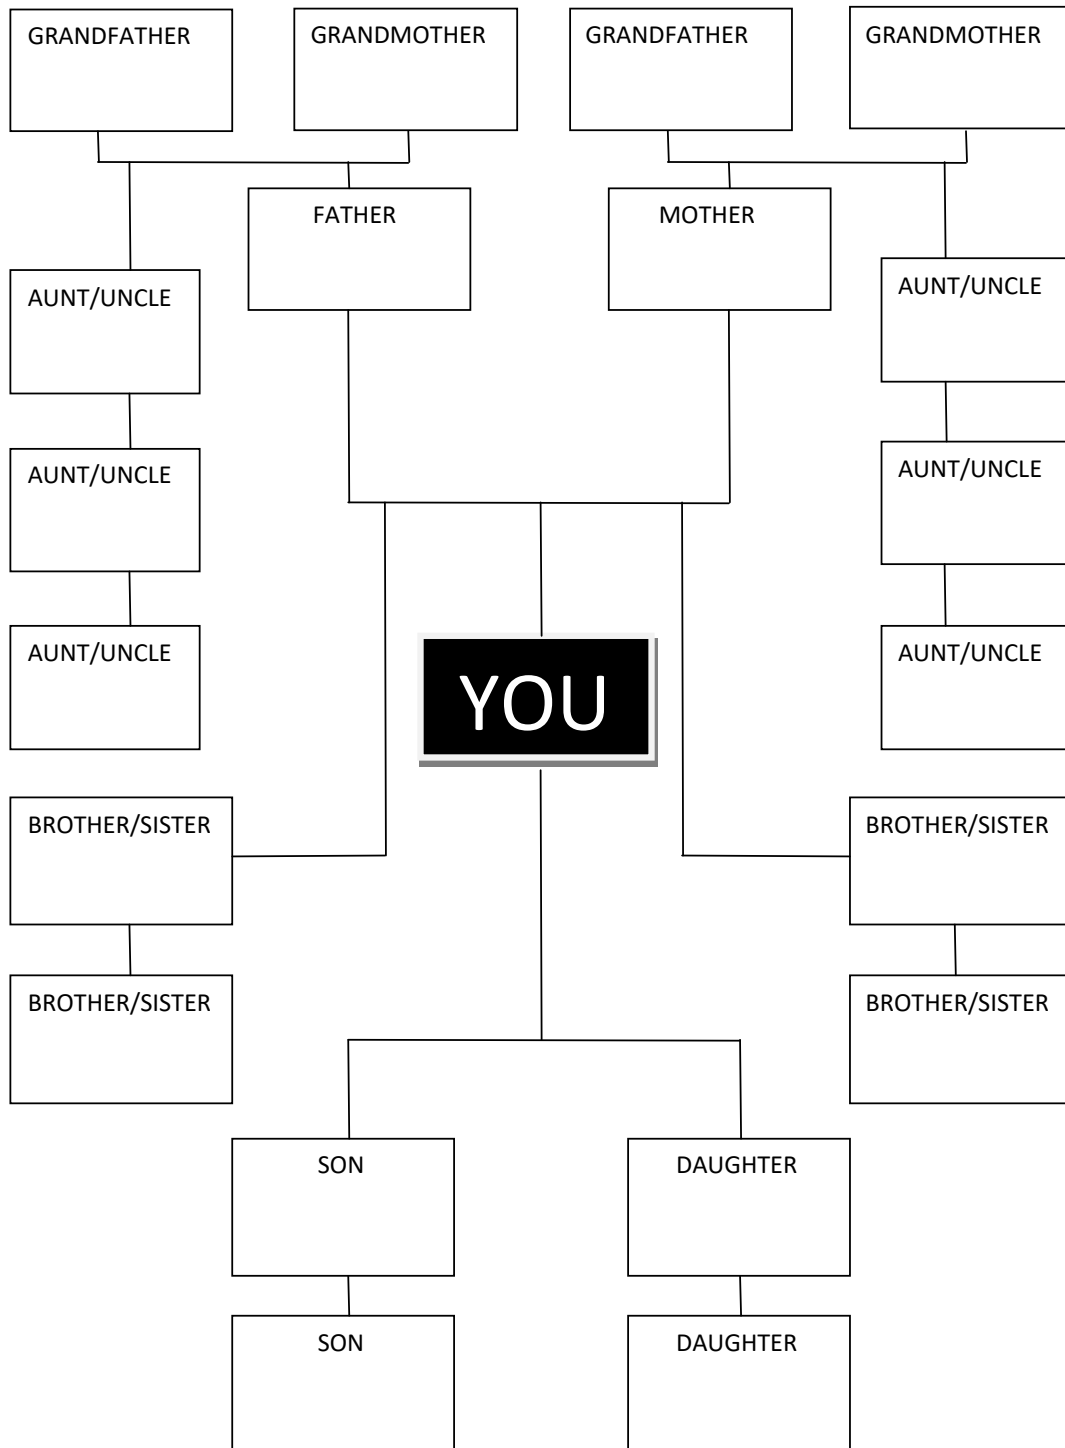 GRANDFATHER
GRANDMOTHER
GRANDFATHER
GRANDMOTHER
FATHER
MOTHER
AUNT/UNCLE
AUNT/UNCLE
AUNT/UNCLE
AUNT/UNCLE
AUNT/UNCLE
AUNT/UNCLE
YOU
BROTHER/SISTER
BROTHER/SISTER
BROTHER/SISTER
BROTHER/SISTER
SON
DAUGHTER
SON
DAUGHTER